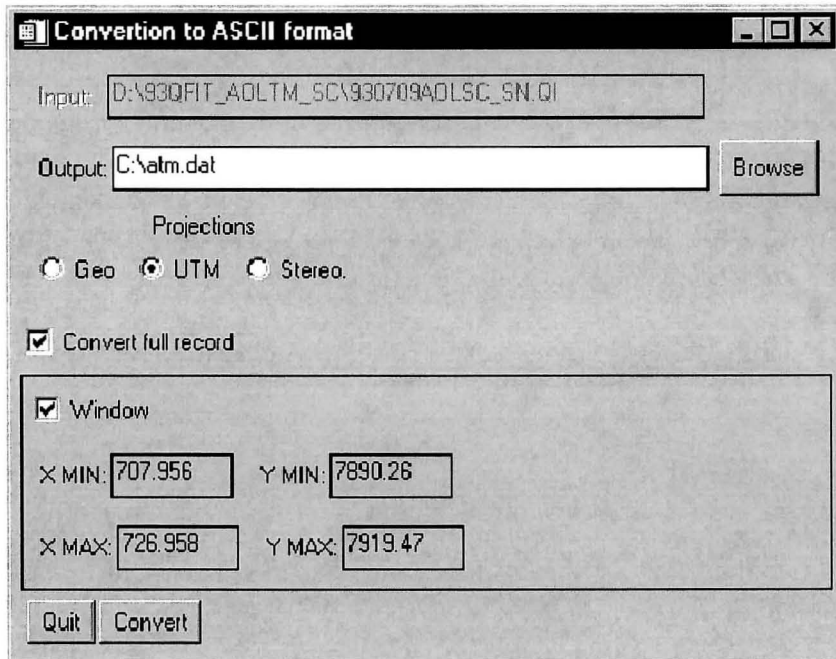 Convertion to ASCII format
Input: D:\93QFIT_AOLTM_SC\930709AOLSC_SN.QI
Output: C:\atm.dat Browse
Projections
Geo UTM Stereo.
Convert full record
Window
X MIN: 707.956 Y MIN: 7890.26
X MAX: 726.958 Y MAX: 7919.47
Quit Convert